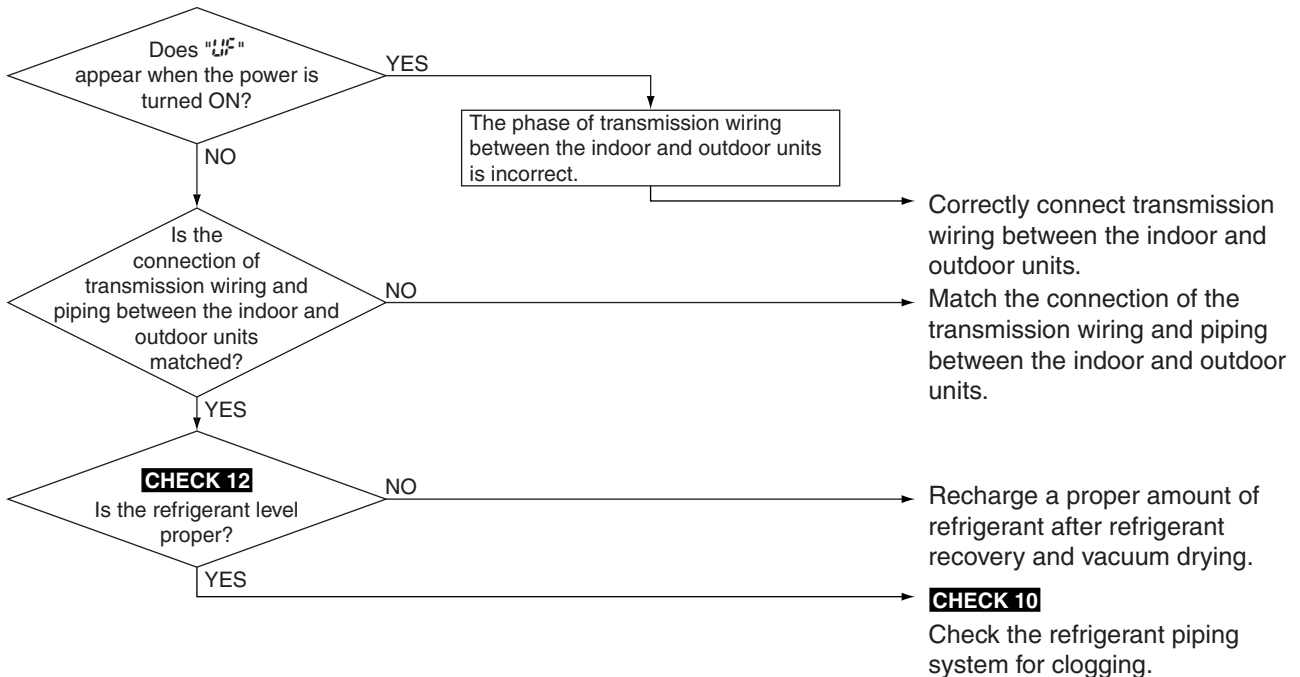 Does "UF"
appear when the power is
turned ON?
YES
The phase of transmission wiring
between the indoor and outdoor units
is incorrect.
NO
Correctly connect transmission
wiring between the indoor and
outdoor units.
Is the
connection of
transmission wiring and
piping between the indoor and
outdoor units
matched?
NO
Match the connection of the
transmission wiring and piping
between the indoor and outdoor
units.
YES
CHECK 12
Is the refrigerant level
proper?
NO
Recharge a proper amount of
refrigerant after refrigerant
recovery and vacuum drying.
YES
CHECK 10
Check the refrigerant piping
system for clogging.